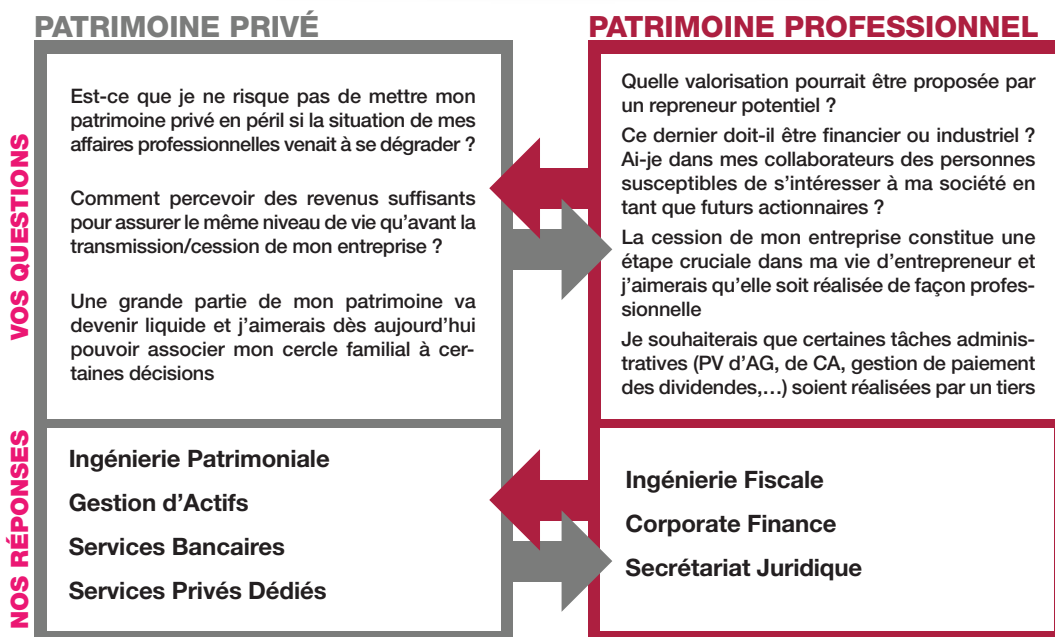 PATRIMOINE PRIVÉ
VOS QUESTIONS
Est-ce que je ne risque pas de mettre mon
patrimoine privé en péril si la situation de mes
affaires professionnelles venait à se dégrader ?
Comment percevoir des revenus suffisants
pour assurer le même niveau de vie qu'avant la
transmission/cession de mon entreprise ?
Une grande partie de mon patrimoine va
devenir liquide et j'aimerais dès aujourd'hui
pouvoir associer mon cercle familial à cer-
taines décisions
PATRIMOINE PROFESSIONNEL
Quelle valorisation pourrait être proposée par
un repreneur potentiel ?
Ce dernier doit-il être financier ou industriel ?
Ai-je dans mes collaborateurs des personnes
susceptibles de s'intéresser à ma société en
tant que futurs actionnaires ?
La cession de mon entreprise constitue une
étape cruciale dans ma vie d'entrepreneur et
j'aimerais qu'elle soit réalisée de façon profes-
sionnelle
Je souhaiterais que certaines tâches adminis-
tratives (PV d'AG, de CA, gestion de paiement
des dividendes,…) soient réalisées par un tiers
NOS RÉPONSES
Ingénierie Patrimoniale
Gestion d'Actifs
Services Bancaires
Services Privés Dédiés
Ingénierie Fiscale
Corporate Finance
Secrétariat Juridique